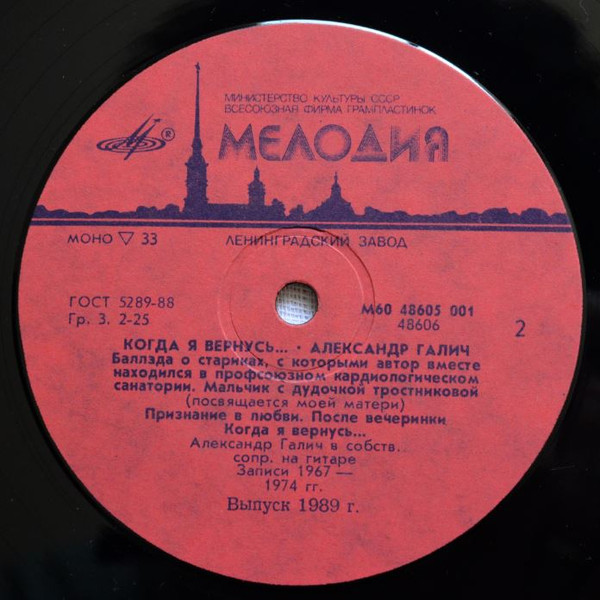 МИНИСТЕРСТВО КУЛЬТУРЫ СССР
ВСЕСОЮЗНАЯ ФИРМА ГРАМПЛАСТИНОК
®
МЕЛОДИЯ
МОНО ▽ 33
ЛЕНИНГРАДСКИЙ ЗАВОД
ГОСТ 5289-88
М60 48605 001
Гр. 3. 2-25
48606
2
КОГДА Я ВЕРНУСЬ... · АЛЕКСАНДР ГАЛИЧ
Баллэда о стариках, с которыми автор вместе
находился в профсоюзном кардиологическом
санатории. Мальчик с дудочкой тростниковой
(посвящается моей матери)
Признание в любви. После вечеринки
Когда я вернусь...
Александр Галич в собств.
сопр. на гитаре
Записи 1967 —
1974 гг.
Выпуск 1989 г.